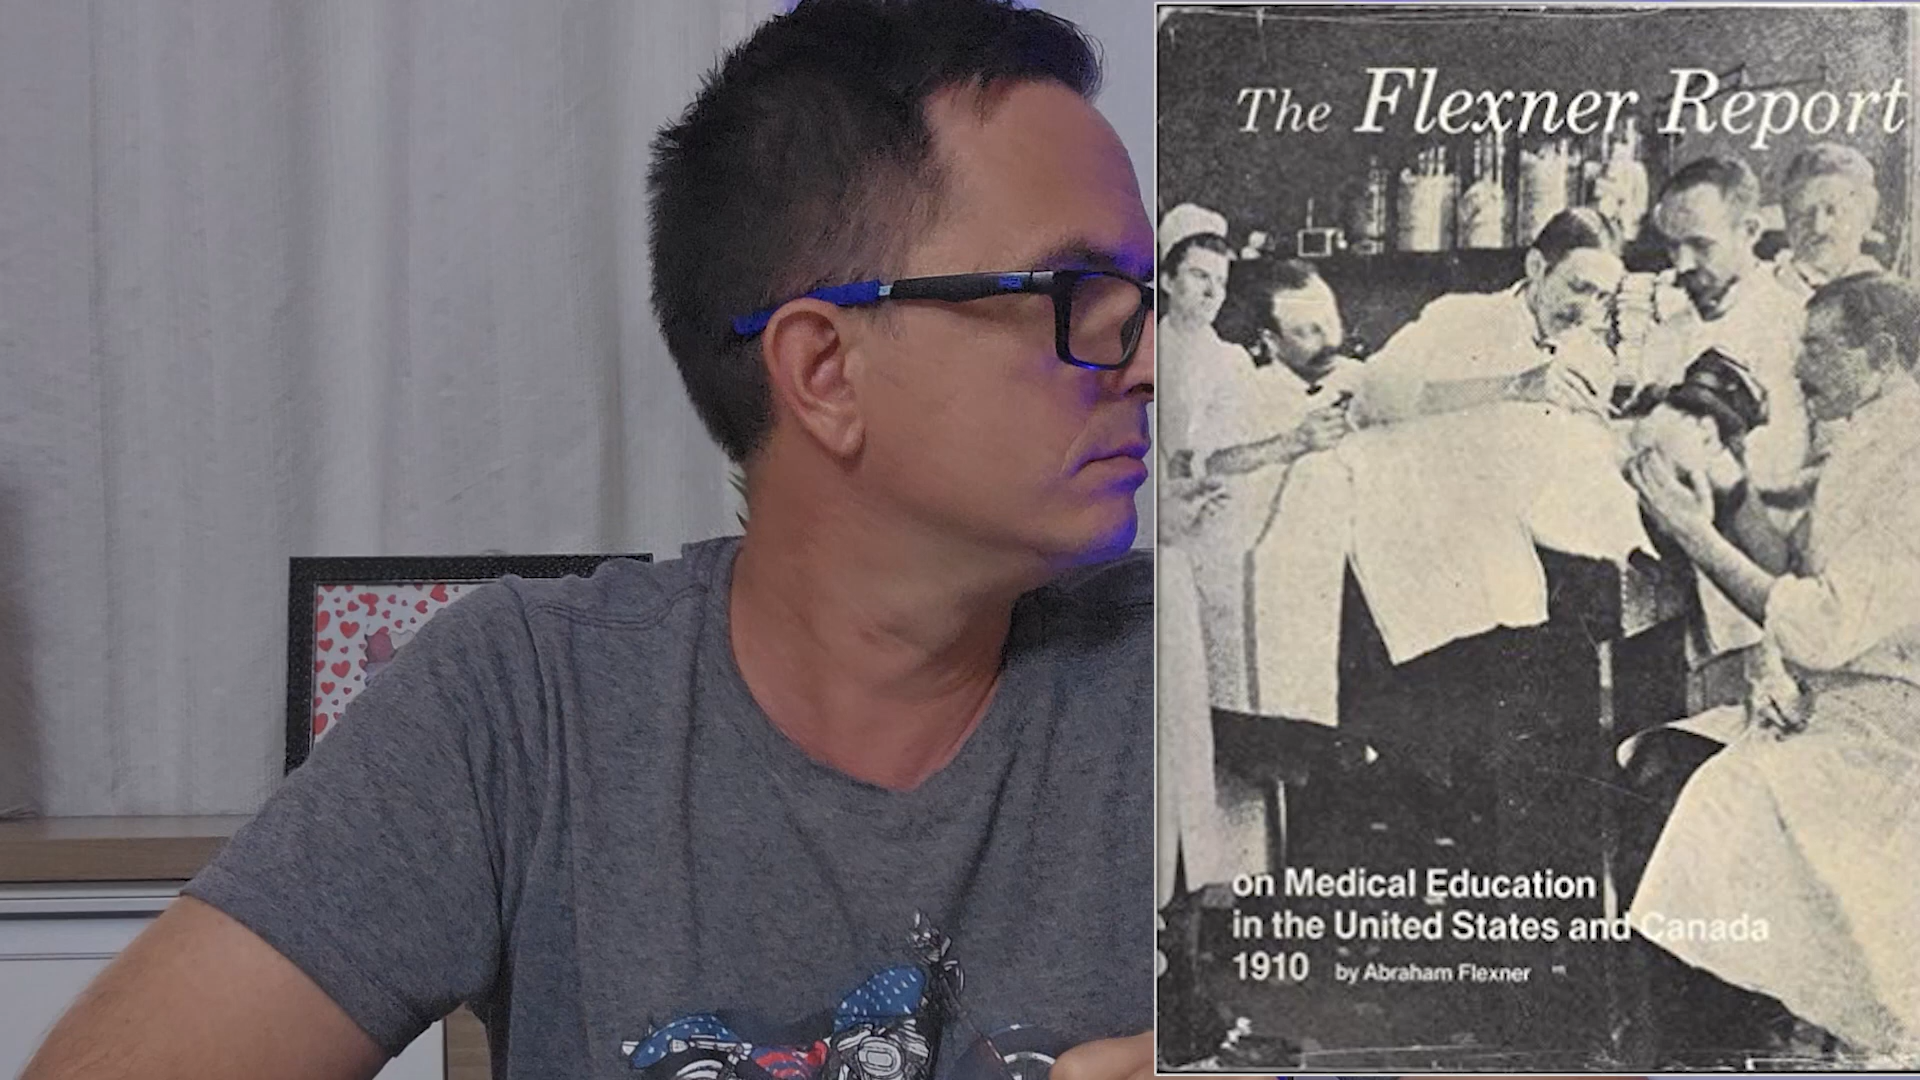 The Flexner Report
on Medical Education
in the United States and Canada
1910 by Abraham Flexner